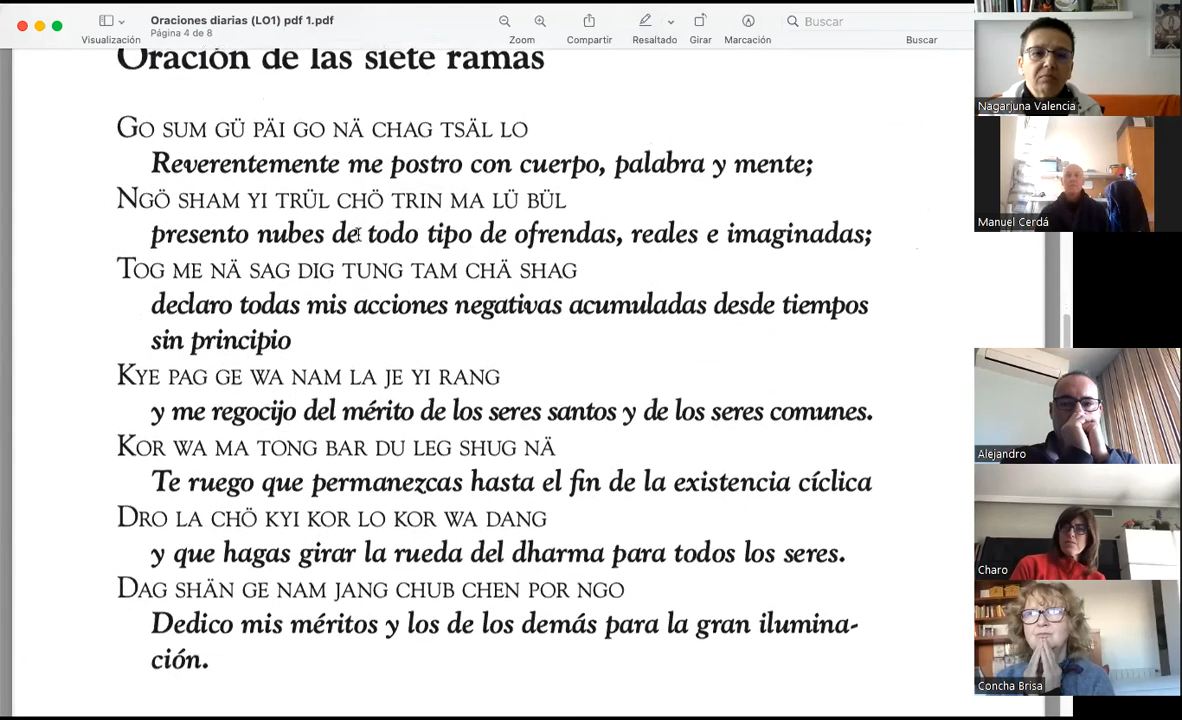 Oraciones diarias (LO1) pdf 1.pdf
Página 4 de 8
Visualización
Zoom
Compartir
Resaltado
Girar
Marcación
Buscar
Buscar
Oración de las siete ramas
GO SUM GÜ PÄI GO NÄ CHAG TSÄL LO
Reverentemente me postro con cuerpo, palabra y mente;
NGÖ SHAM YI TRÜL CHÖ TRIN MA LÜ BÜL
presento nubes de todo tipo de ofrendas, reales e imaginadas;
TOG ME NÄ SAG DIG TUNG TAM CHÄ SHAG
declaro todas mis acciones negativas acumuladas desde tiempos
sin principio
KYE PAG GE WA NAM LA JE YI RANG
y me regocijo del mérito de los seres santos y de los seres comunes.
KOR WA MA TONG BAR DU LEG SHUG NÄ
Te ruego que permanezcas hasta el fin de la existencia cíclica
DRO LA CHÖ KYI KOR LO KOR WA DANG
y que hagas girar la rueda del dharma para todos los seres.
DAG SHÄN GE NAM JANG CHUB CHEN POR NGO
Dedico mis méritos y los de los demás para la gran ilumina-
ción.
Nagarjuna Valencia
Manuel Cerdá
Alejandro
Charo
Concha Brisa